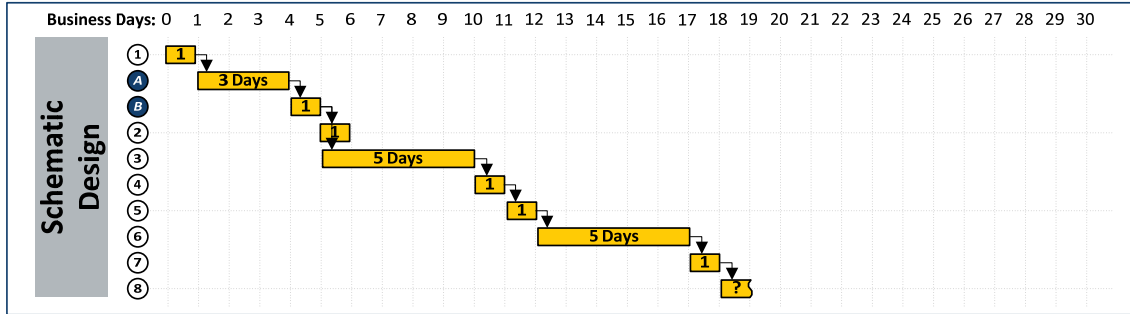 Business Days: 0 1 2 3 4 5 6 7 8 9 10 11 12 13 14 15 16 17 18 19 20 21 22 23 24 25 26 27 28 29 30
Schematic
Design
1 1
A 3 Days
B 1
2 1
3 5 Days
4 1
5 1
6 5 Days
7 1
8 ?